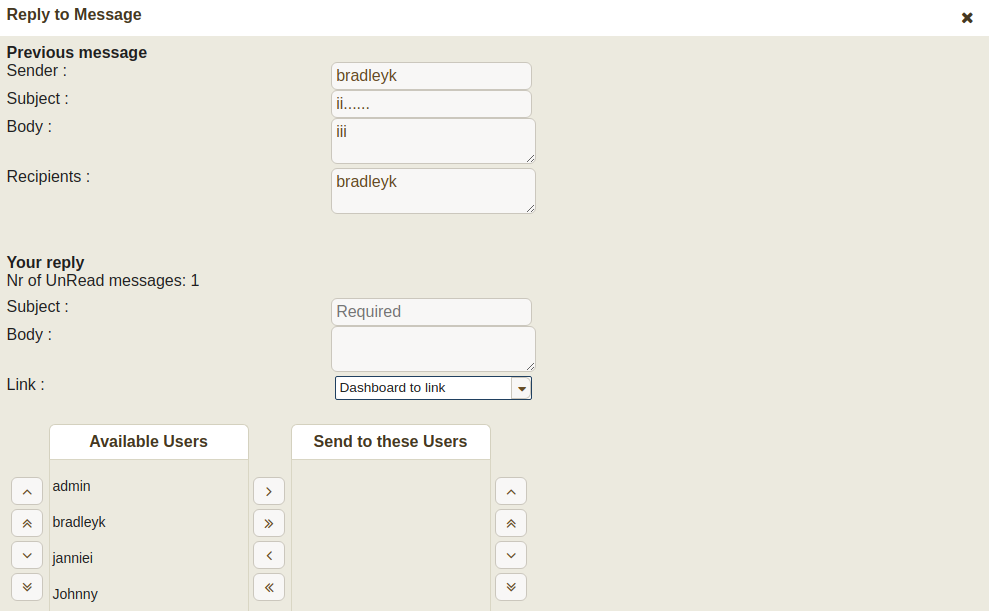 Reply to Message
Previous message
Sender :
bradleyk
Subject :
ii......
Body :
iii
Recipients :
bradleyk
Your reply
Nr of UnRead messages: 1
Subject :
Required
Body :
Link :
Dashboard to link
Available Users
Send to these Users
admin
bradleyk
janniei
Johnny